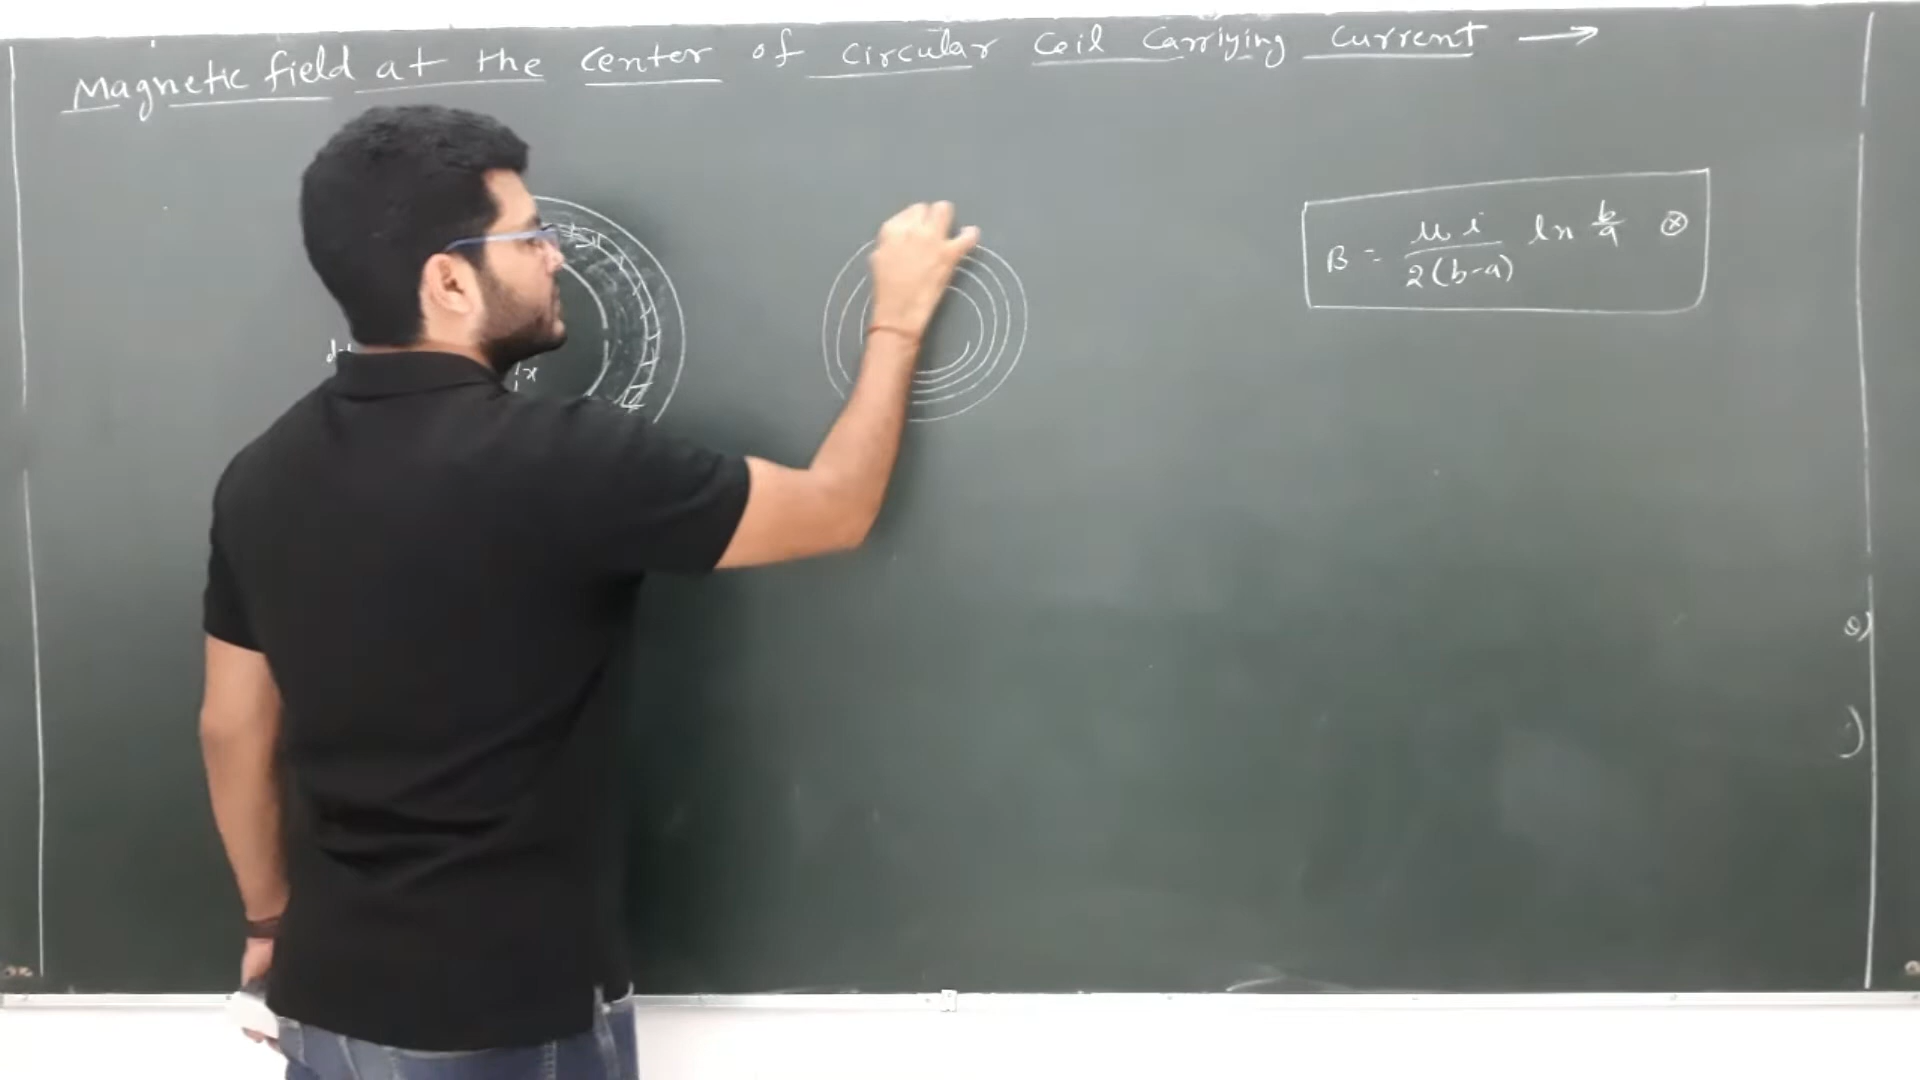 Magnetic field at the center of circular Coil Carrying Current →
x
B = μ i / 2(b-a) ln b/a ⊗